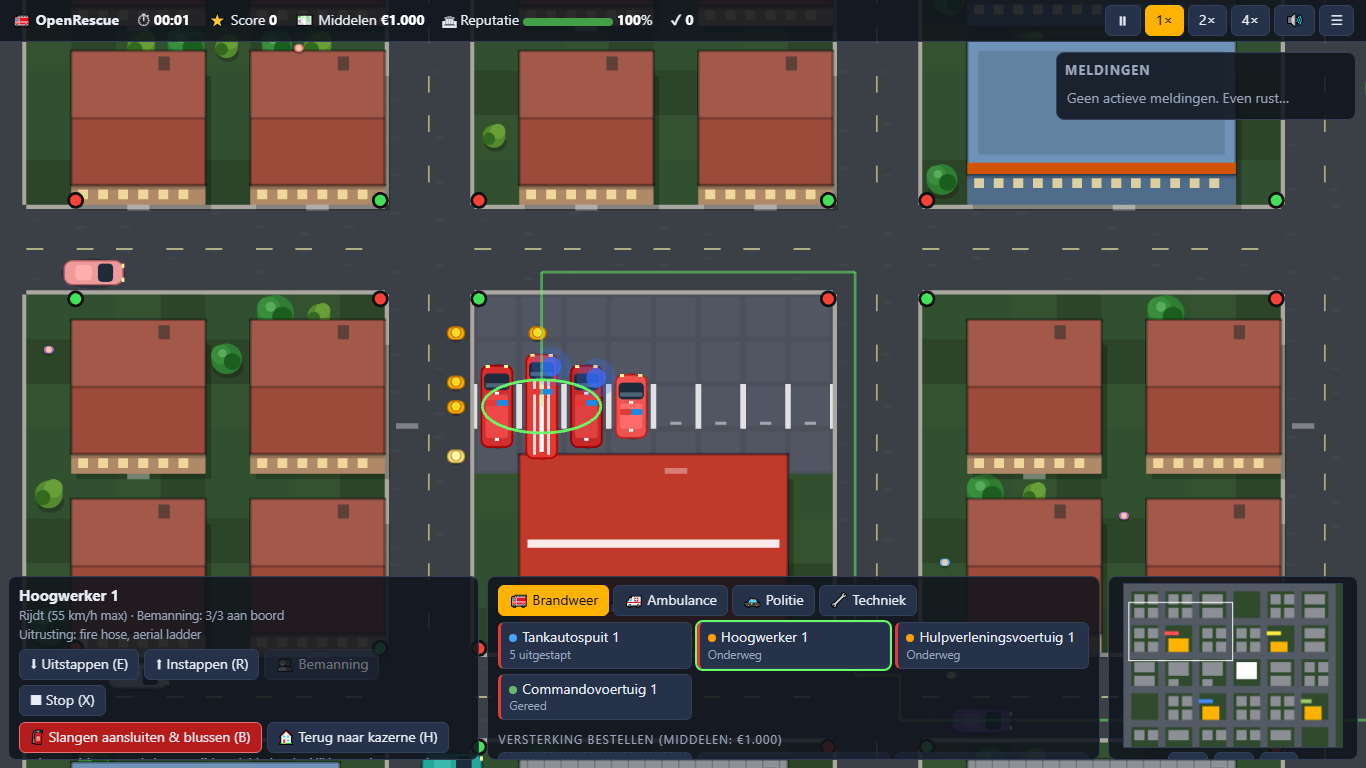 OpenRescue 00:01 Score 0 Middelen €1.000 Reputatie 100% ✓ 0
1× 2× 4×
MELDINGEN
Geen actieve meldingen. Even rust...
Hoogwerker 1
Rijdt (55 km/h max) · Bemanning: 3/3 aan boord
Uitrusting: fire hose, aerial ladder
Uitstappen (E) Instappen (R) Bemanning
Stop (X)
Slangen aansluiten & blussen (B) Terug naar kazerne (H)
Brandweer Ambulance Politie Techniek
Tankautospuit 1
5 uitgestapt
Hoogwerker 1
Onderweg
Hulpverleningsvoertuig 1
Onderweg
Commandovoertuig 1
Gereed
VERSTERKING BESTELLEN (MIDDELEN: €1.000)